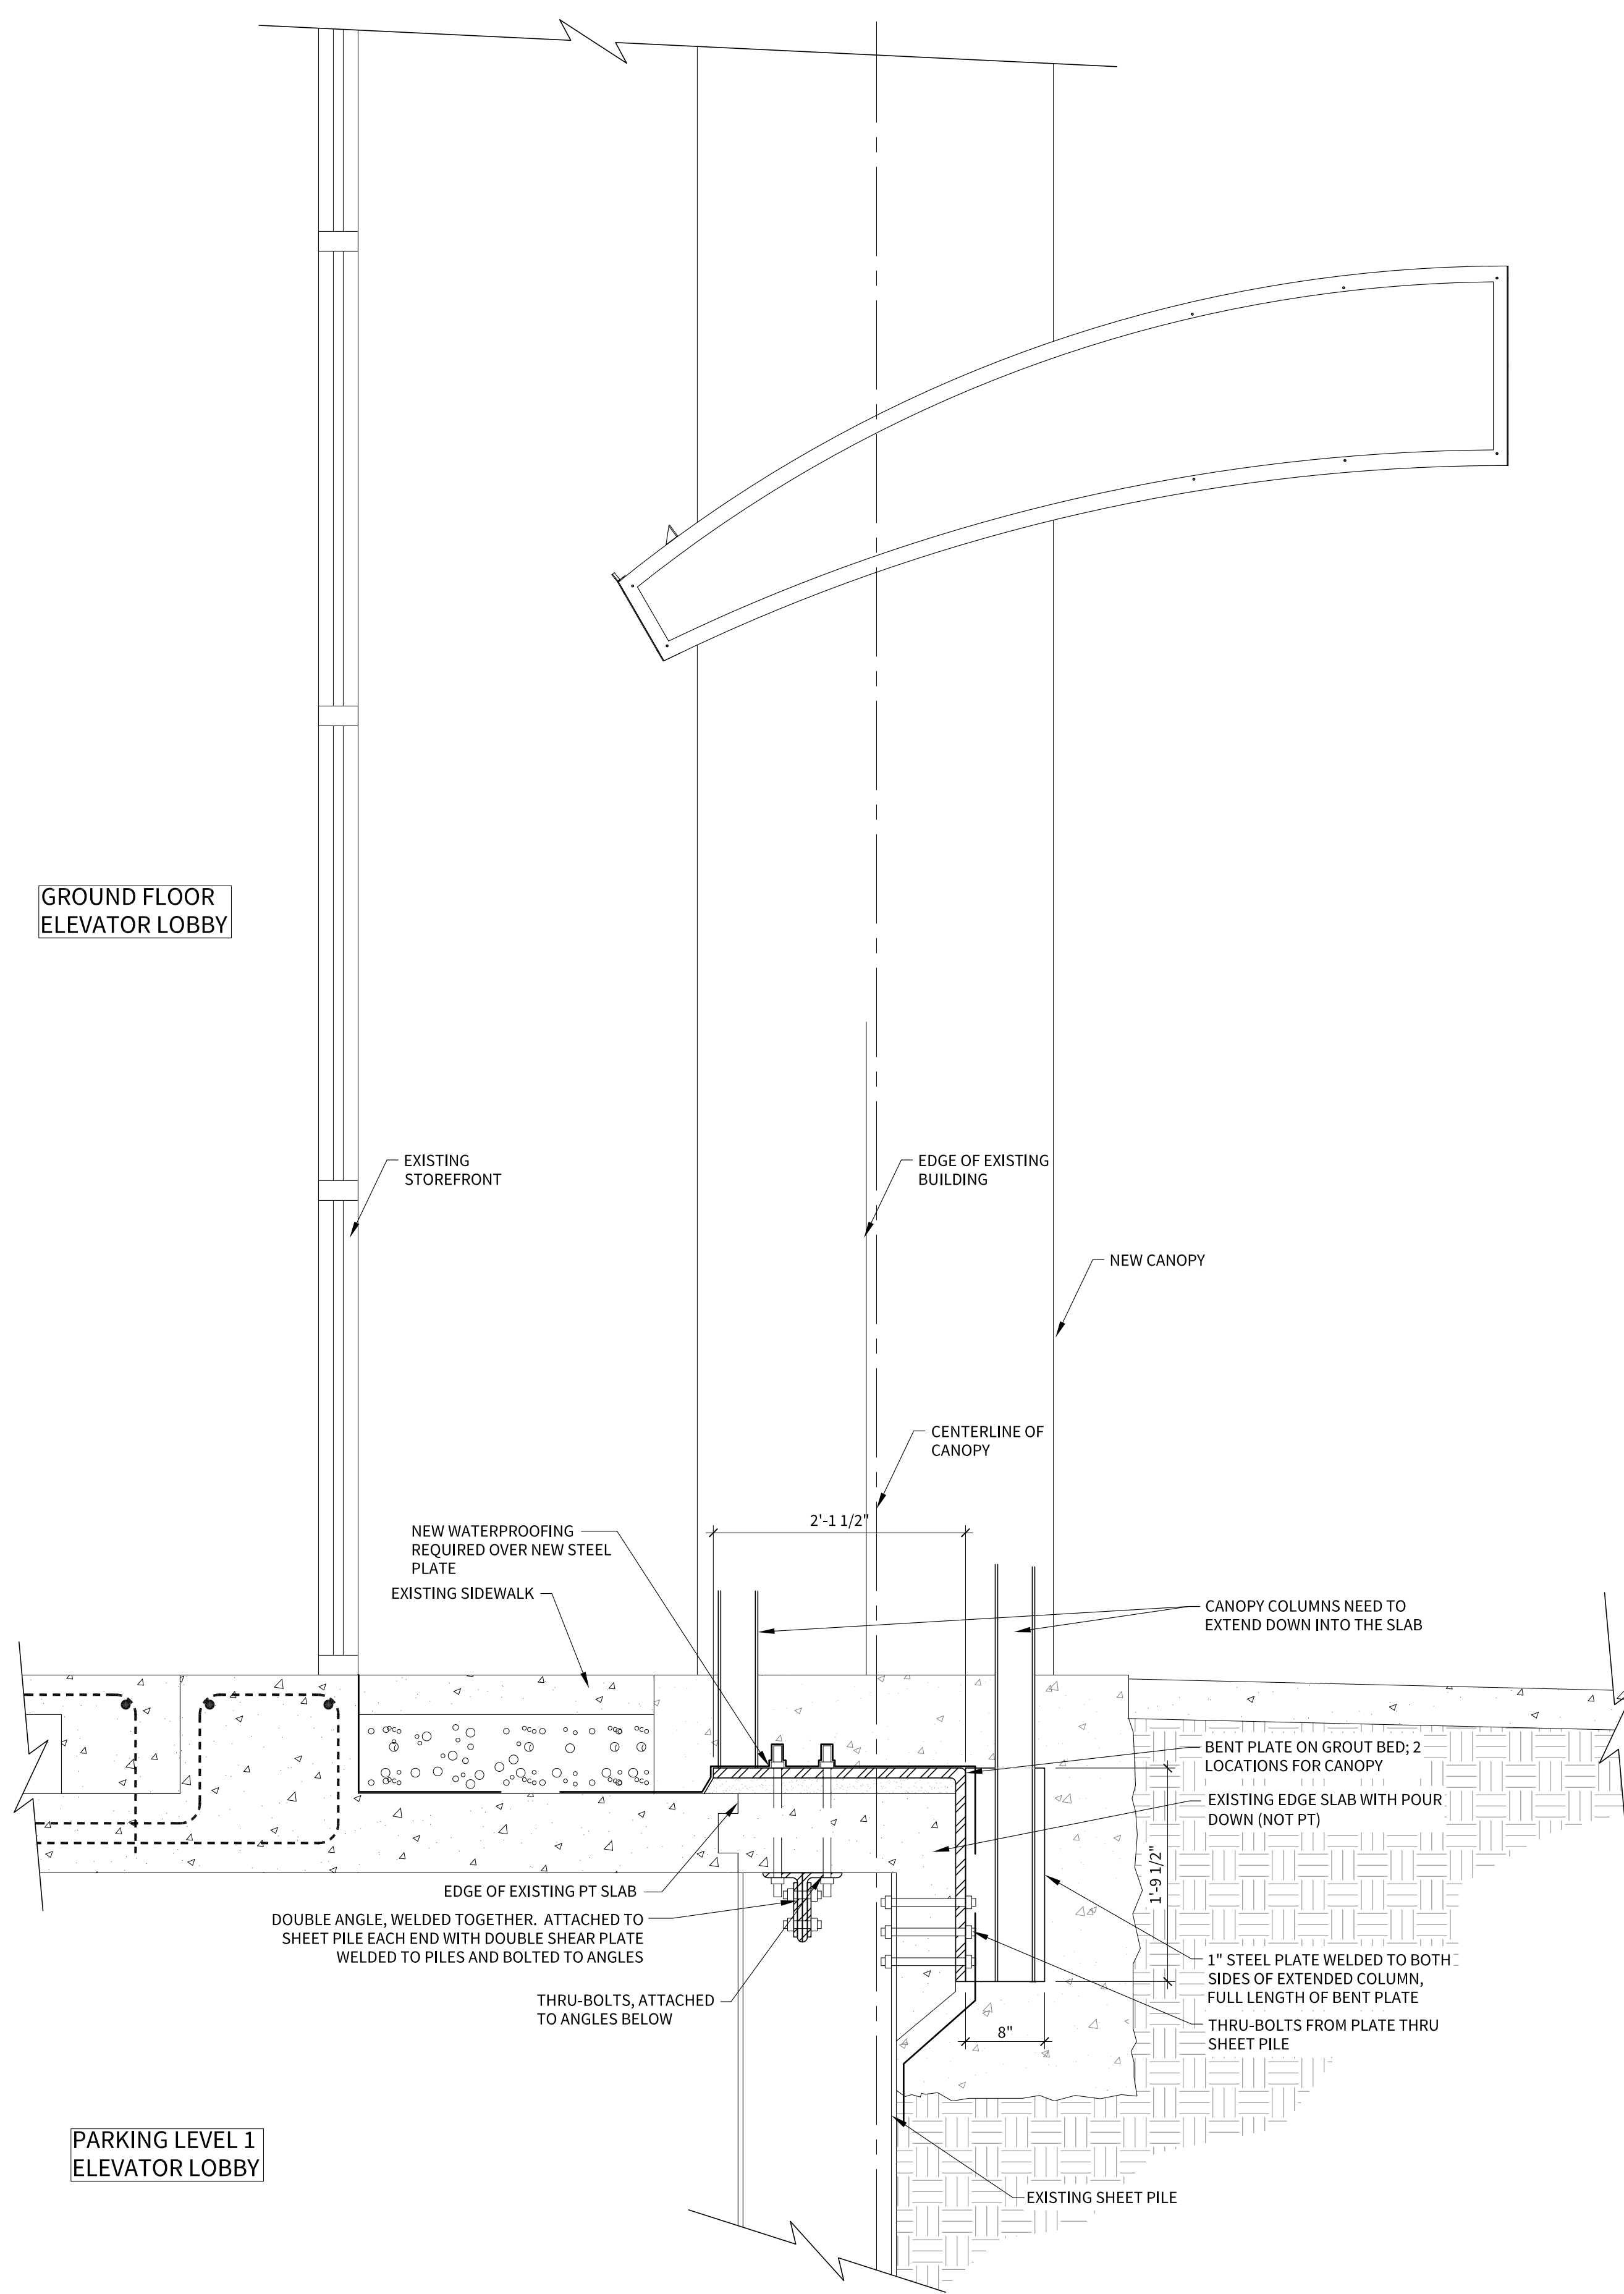 GROUND FLOOR
ELEVATOR LOBBY
EXISTING
STOREFRONT
EDGE OF EXISTING
BUILDING
NEW CANOPY
CENTERLINE OF
CANOPY
2'-1 1/2"
NEW WATERPROOFING
REQUIRED OVER NEW STEEL
PLATE
EXISTING SIDEWALK
CANOPY COLUMNS NEED TO
EXTEND DOWN INTO THE SLAB
BENT PLATE ON GROUT BED; 2
LOCATIONS FOR CANOPY
EXISTING EDGE SLAB WITH POUR
DOWN (NOT PT)
1'-9 1/2"
EDGE OF EXISTING PT SLAB
DOUBLE ANGLE, WELDED TOGETHER. ATTACHED TO
SHEET PILE EACH END WITH DOUBLE SHEAR PLATE
WELDED TO PILES AND BOLTED TO ANGLES
1" STEEL PLATE WELDED TO BOTH
SIDES OF EXTENDED COLUMN,
FULL LENGTH OF BENT PLATE
THRU-BOLTS, ATTACHED
TO ANGLES BELOW
THRU-BOLTS FROM PLATE THRU
SHEET PILE
8"
PARKING LEVEL 1
ELEVATOR LOBBY
EXISTING SHEET PILE